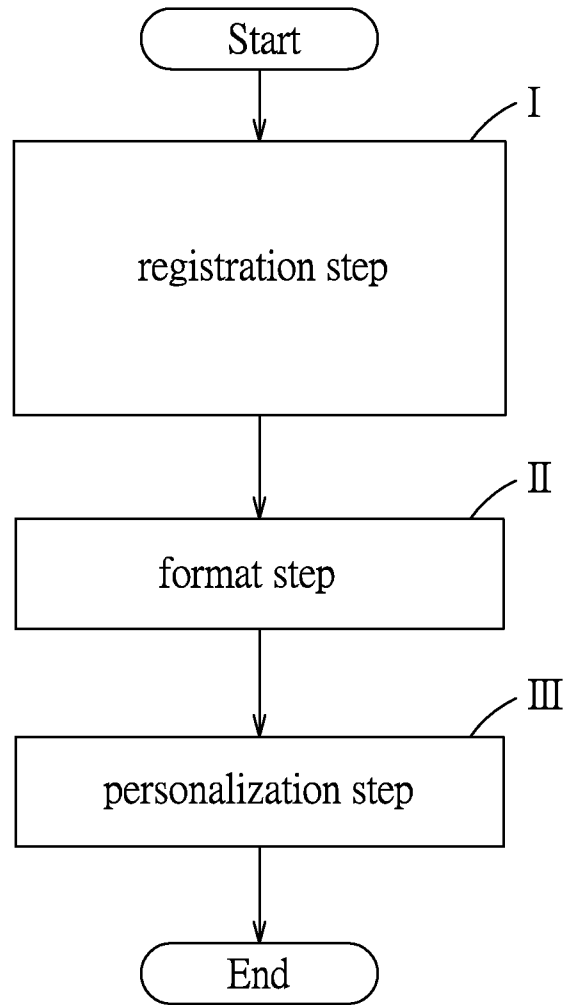 Start
I
registration step
II
format step
III
personalization step
End